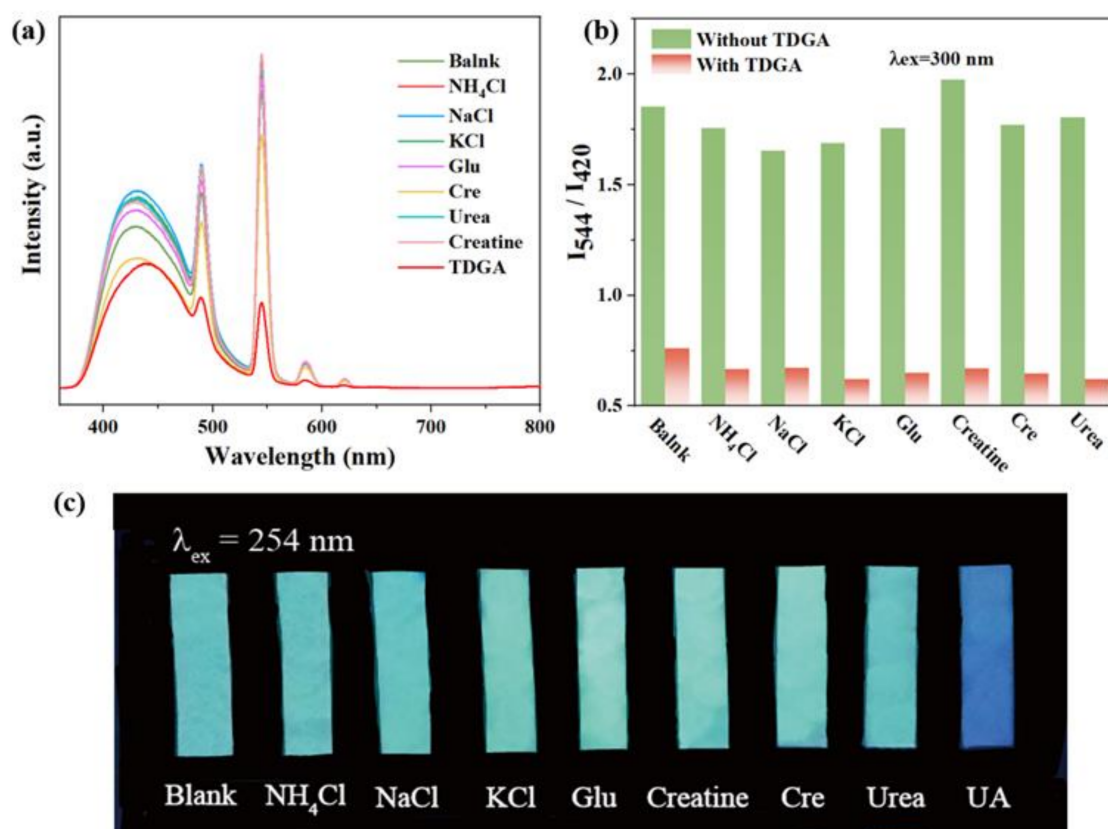 (a)
Intensity (a.u.)
Balnk
NH₄Cl
NaCl
KCl
Glu
Cre
Urea
Creatine
TDGA
400 500 600 700 800
Wavelength (nm)
(b)
Without TDGA
With TDGA
λex=300 nm
I₅₄₄ / I₄₂₀
2.0
1.5
1.0
0.5
Balnk NH₄Cl NaCl KCl Glu Creatine Cre Urea
(c)
λₑₓ = 254 nm
Blank NH₄Cl NaCl KCl Glu Creatine Cre Urea UA